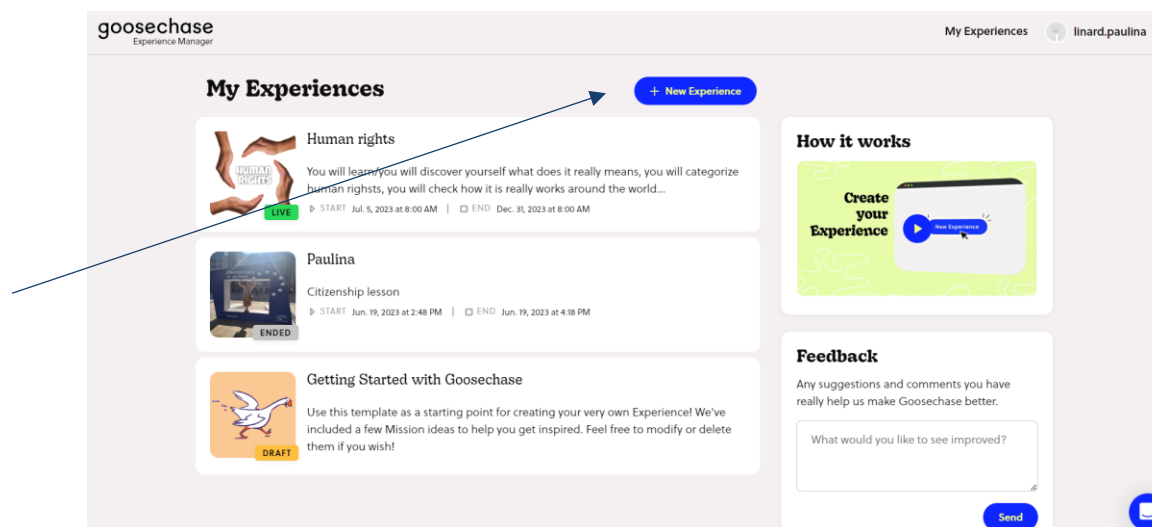 goosechase
Experience Manager
My Experiences
linard.paulina
My Experiences
+ New Experience
Human rights
You will learn/you will discover yourself what does it really means, you will categorize
human righsts, you will check how it is really works around the world...
START Jul. 5, 2023 at 8:00 AM | END Dec. 31, 2023 at 8:00 AM
HUMAN
RIGHTS
LIVE
Paulina
Citizenship lesson
START Jun. 19, 2023 at 2:48 PM | END Jun. 19, 2023 at 4:18 PM
ENDED
Getting Started with Goosechase
Use this template as a starting point for creating your very own Experience! We've
included a few Mission ideas to help you get inspired. Feel free to modify or delete
them if you wish!
DRAFT
How it works
Create
your
Experience
New Experience
Feedback
Any suggestions and comments you have
really help us make Goosechase better.
What would you like to see improved?
Send